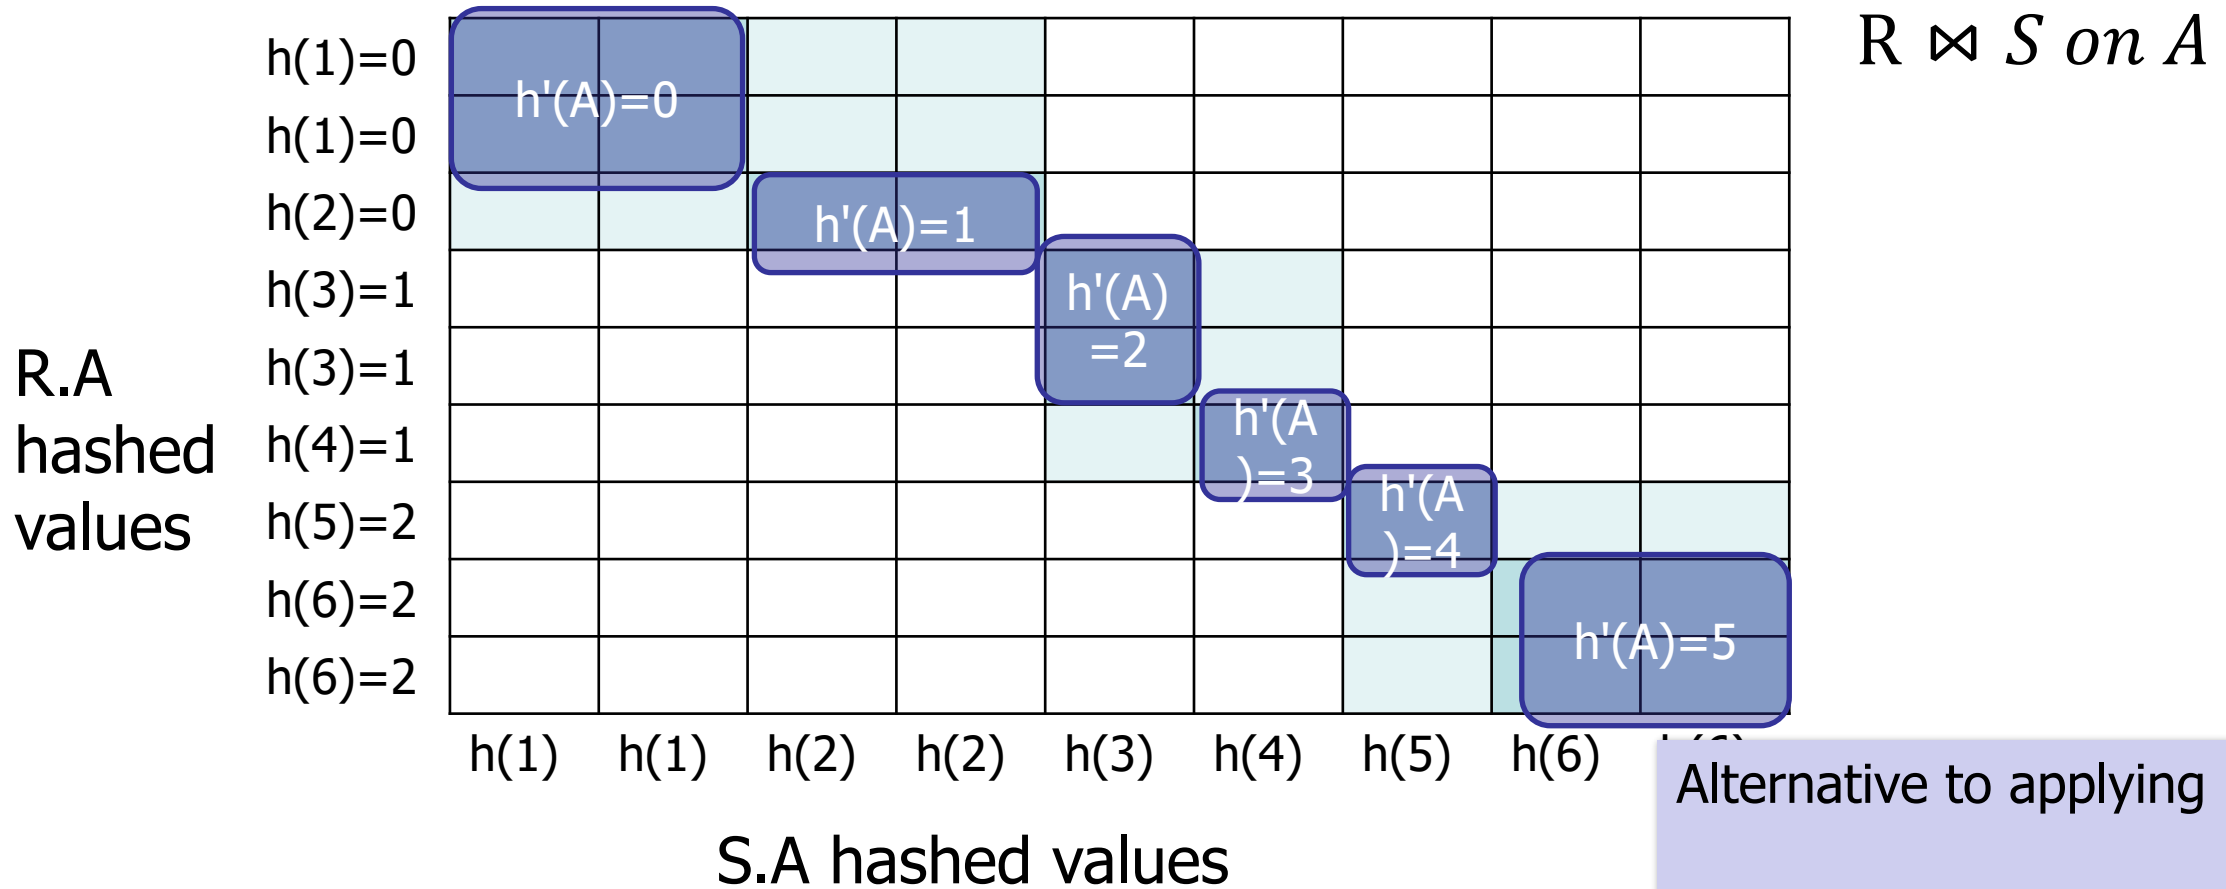 R ⋈ S on A
h(1)=0
h(1)=0
h(2)=0
h(3)=1
h(3)=1
h(4)=1
h(5)=2
h(6)=2
h(6)=2
R.A
hashed
values
h'(A)=0
h'(A)=1
h'(A)
=2
h'(A
)=3
h'(A
)=4
h'(A)=5
h(1) h(1) h(2) h(2) h(3) h(4) h(5) h(6)
S.A hashed values
Alternative to applying